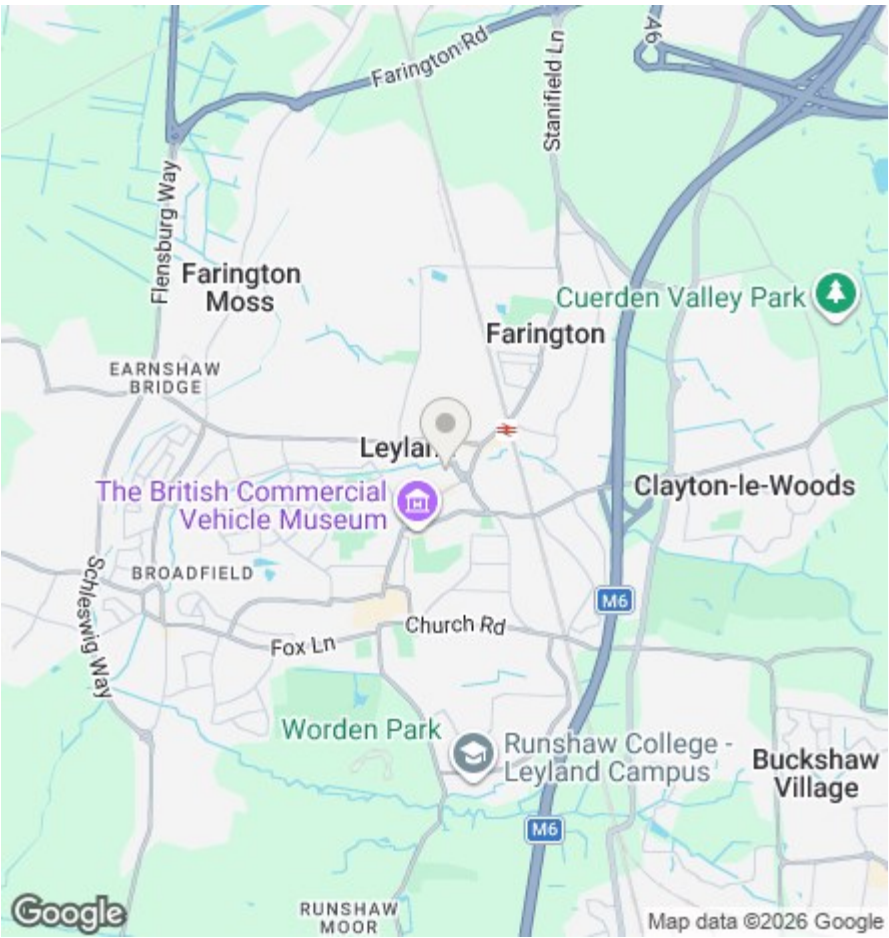 Farington Rd
Stanifield Ln
A6
Flensburg Way
Farington
Moss
Cuerden Valley Park
Farington
EARNSHAW
BRIDGE
Leylan
The British Commercial
Vehicle Museum
Clayton-le-Woods
BROADFIELD
Schleswig Way
M6
Church Rd
Fox Ln
Worden Park
Runshaw College -
Leyland Campus
Buckshaw
Village
M6
RUNSHAW
MOOR
Google
Map data ©2026 Google